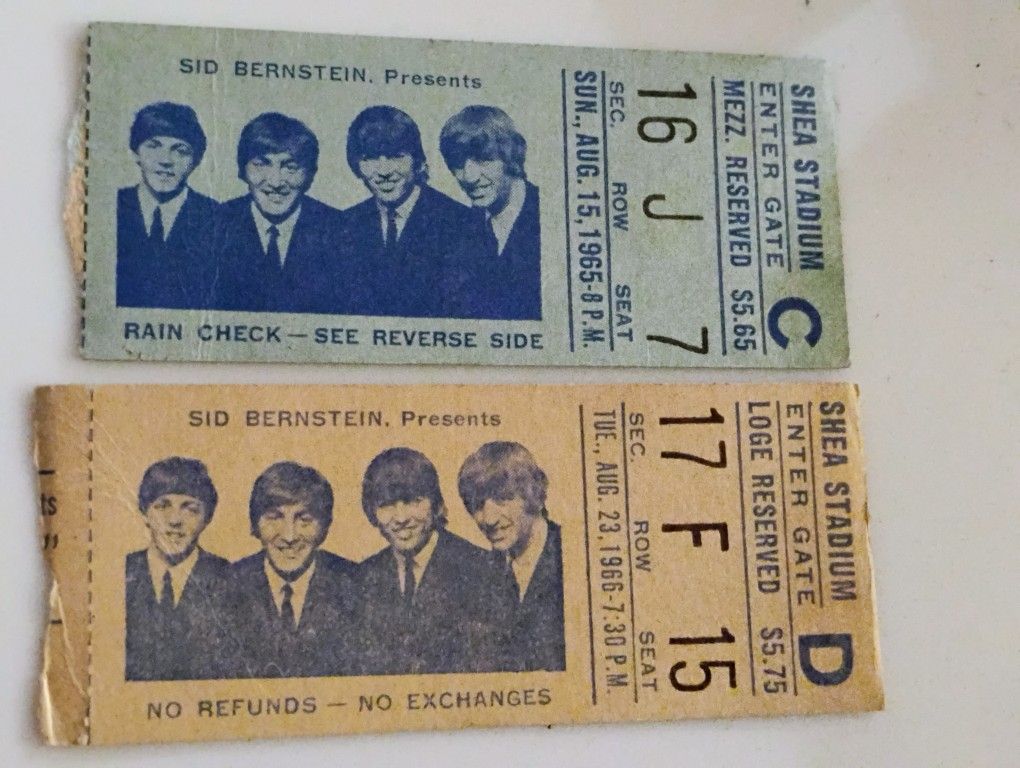 SID BERNSTEIN, Presents
RAIN CHECK — SEE REVERSE SIDE
SHEA STADIUM
ENTER GATE C
MEZZ. RESERVED $5.65
16 J 7
SEC. ROW SEAT
SUN., AUG. 15, 1965-8 P.M.
ts
"
SID BERNSTEIN, Presents
NO REFUNDS — NO EXCHANGES
SHEA STADIUM
ENTER GATE D
LOGE RESERVED $5.75
17 F 15
SEC. ROW SEAT
TUE., AUG. 23, 1966-7:30 P.M.